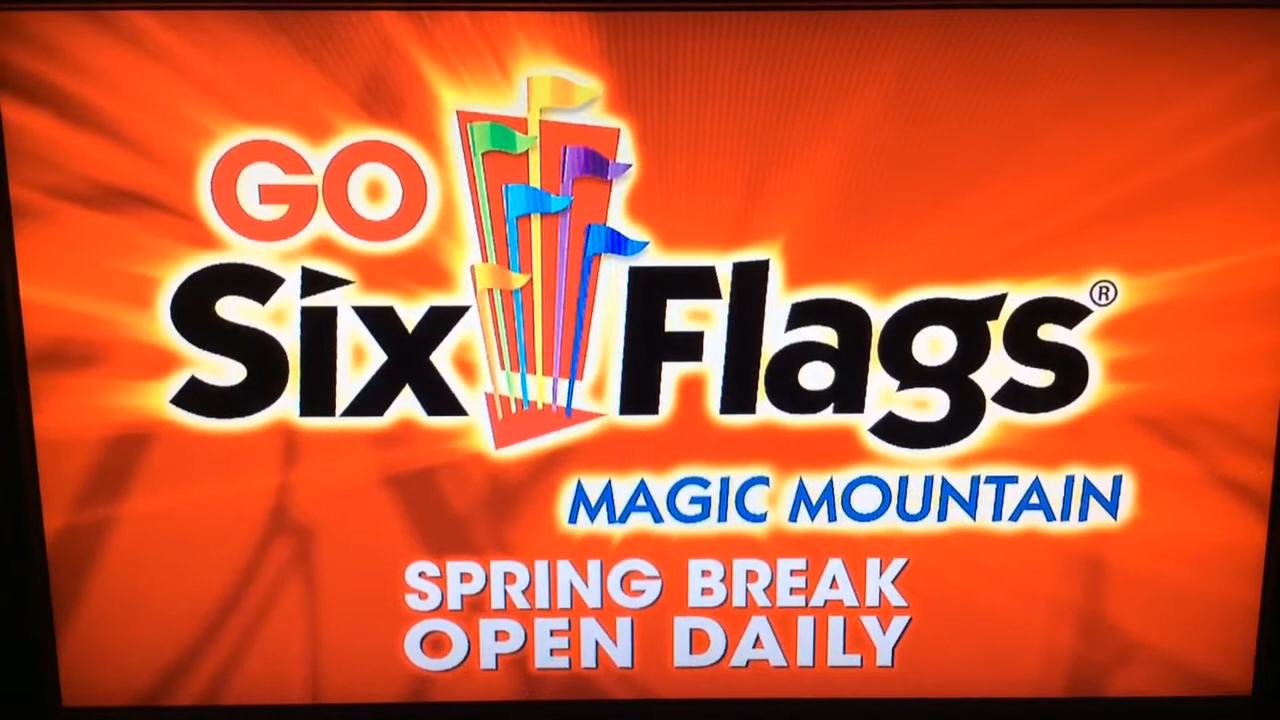 GO
Six Flags®
MAGIC MOUNTAIN
SPRING BREAK
OPEN DAILY